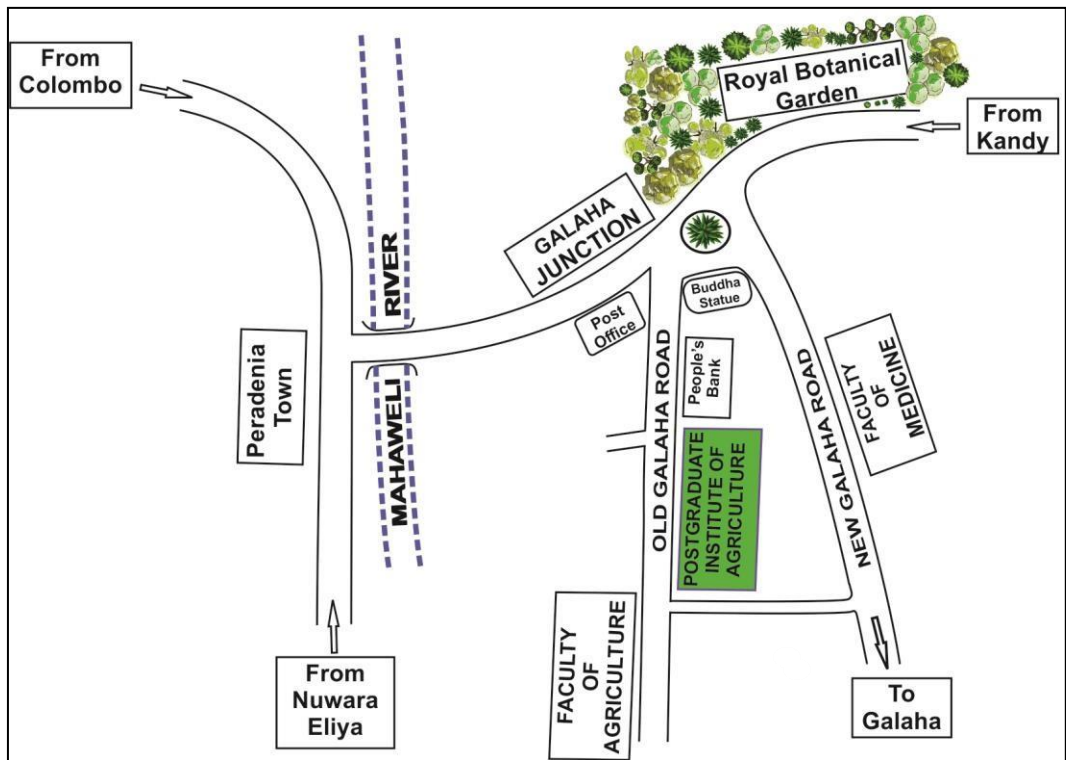 From
Colombo
Royal Botanical
Garden
From
Kandy
GALAHA
JUNCTION
RIVER
Buddha
Statue
Post
Office
People's
Bank
Peradenia
Town
MAHAWELI
OLD GALAHA ROAD
POSTGRADUATE
INSTITUTE OF
AGRICULTURE
NEW GALAHA ROAD
FACULTY
OF
MEDICINE
FACULTY
OF
AGRICULTURE
From
Nuwara
Eliya
To
Galaha